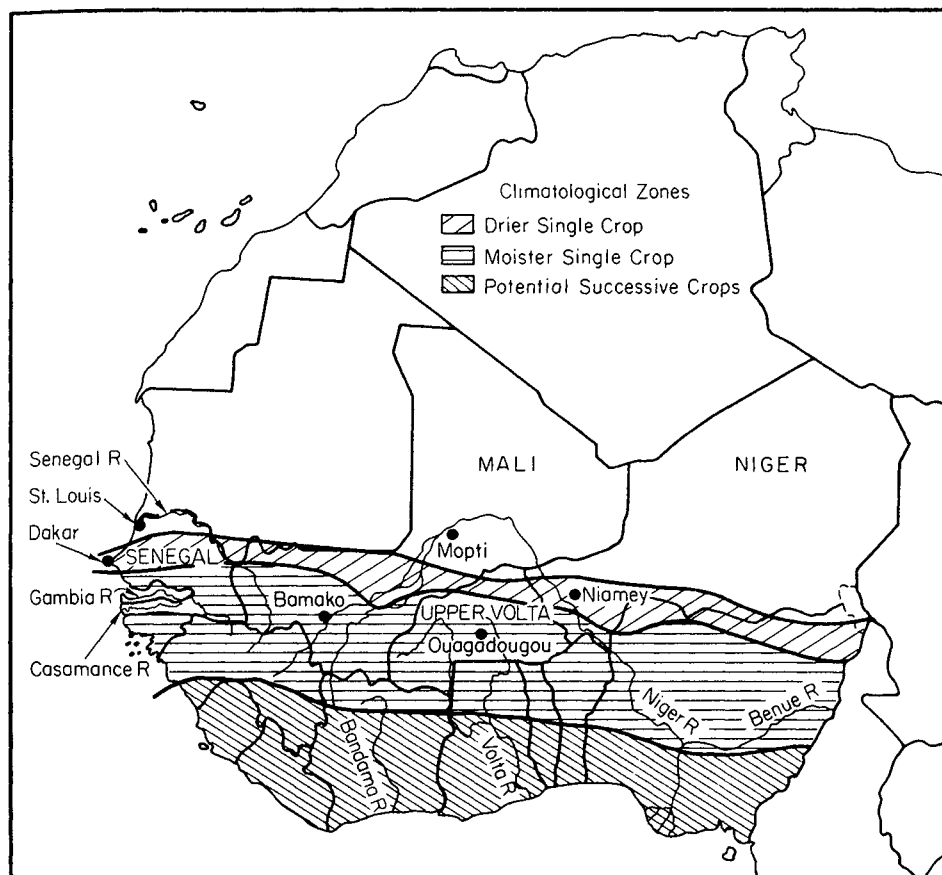 Climatological Zones
Drier Single Crop
Moister Single Crop
Potential Successive Crops
MALI
NIGER
Senegal R
St. Louis
Dakar
SENEGAL
Mopti
Gambia R
Bamako
UPPER VOLTA
Niamey
Ouagadougou
Casamance R
Niger R
Benue R
Bandama R
Volta R